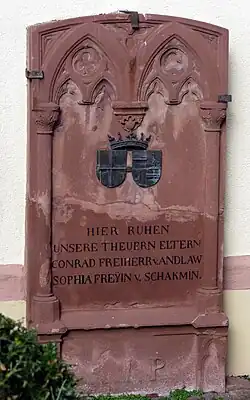 HIER RUHEN
UNSERE THEUERN ELTERN
CONRAD FREIHERR v. ANDLAW
SOPHIA FREYIN v. SCHAKMIN.